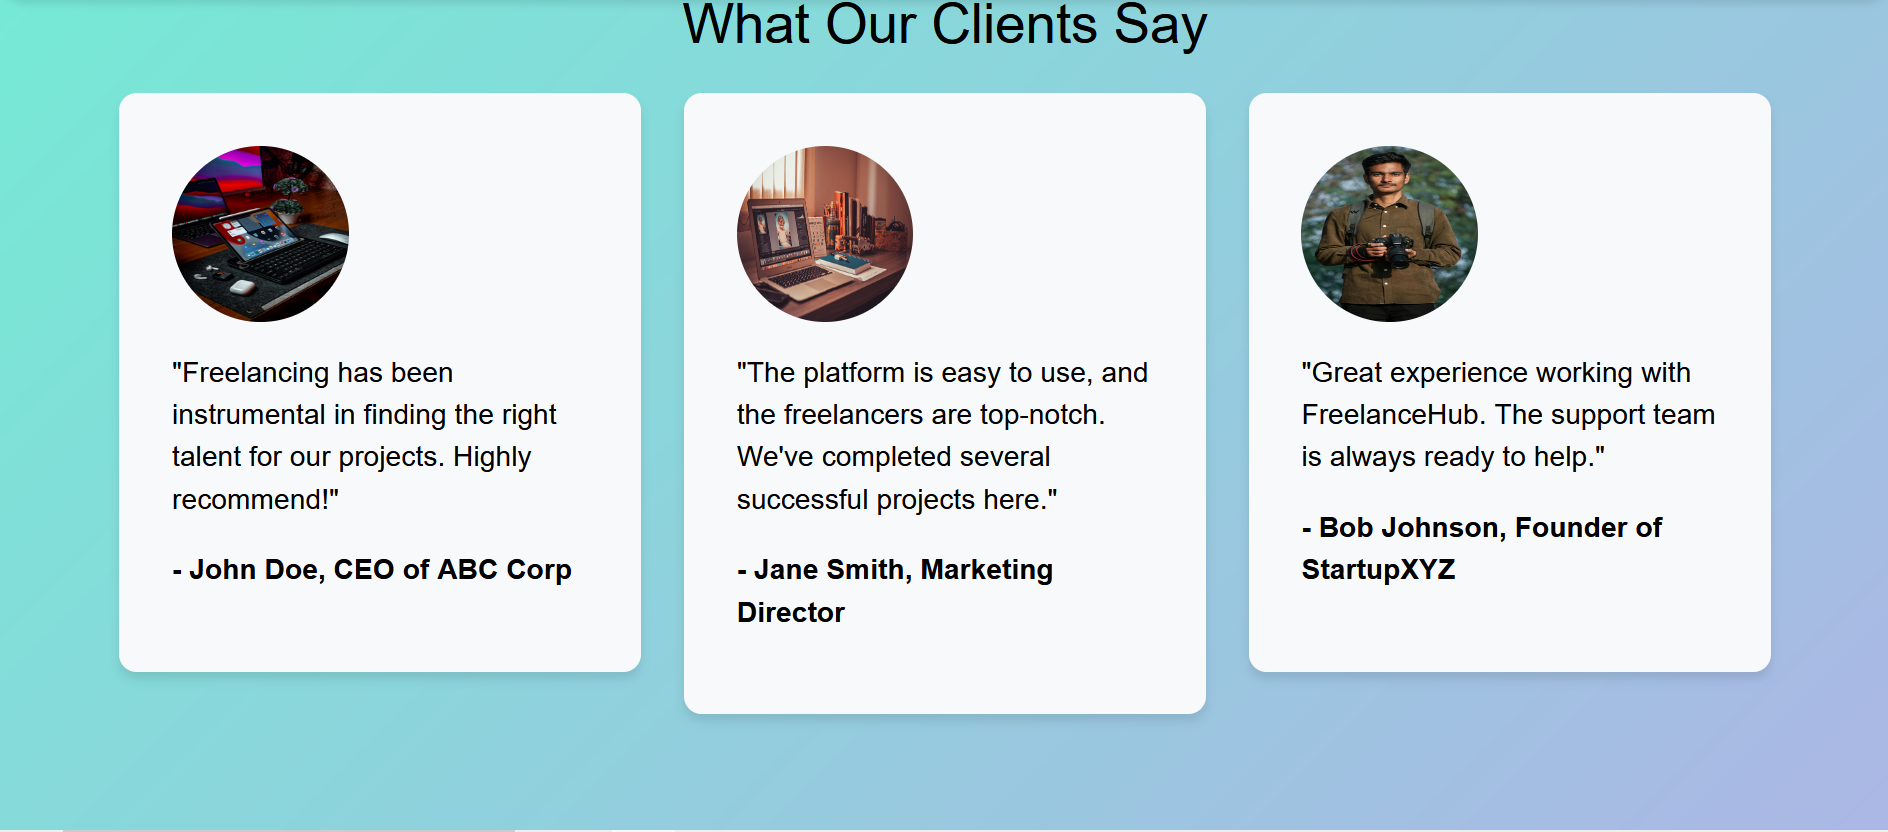 What Our Clients Say
"Freelancing has been
instrumental in finding the right
talent for our projects. Highly
recommend!"
- John Doe, CEO of ABC Corp
"The platform is easy to use, and
the freelancers are top-notch.
We've completed several
successful projects here."
- Jane Smith, Marketing
Director
"Great experience working with
FreelanceHub. The support team
is always ready to help."
- Bob Johnson, Founder of
StartupXYZ